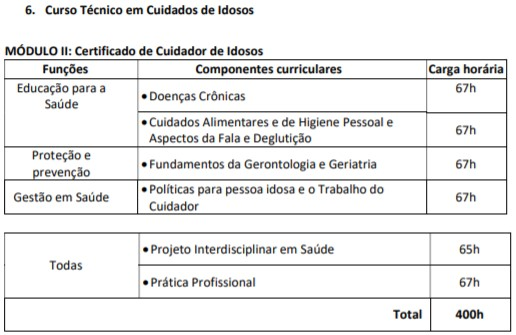 6. Curso Técnico em Cuidados de Idosos
MÓDULO II: Certificado de Cuidador de Idosos
Funções Componentes curriculares Carga horária
Educação para a Saúde • Doenças Crônicas 67h
• Cuidados Alimentares e de Higiene Pessoal e
Aspectos da Fala e Deglutição 67h
Proteção e prevenção • Fundamentos da Gerontologia e Geriatria 67h
Gestão em Saúde • Políticas para pessoa idosa e o Trabalho do
Cuidador 67h
Todas • Projeto Interdisciplinar em Saúde 65h
• Prática Profissional 67h
Total 400h